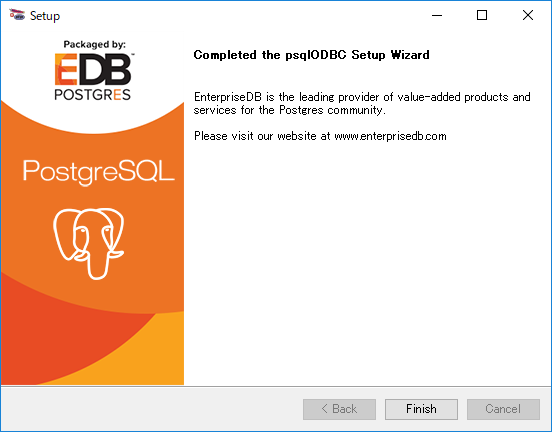 Setup
Packaged by:
EDB™
POSTGRES
PostgreSQL
Completed the psqlODBC Setup Wizard
EnterpriseDB is the leading provider of value-added products and
services for the Postgres community.
Please visit our website at www.enterprisedb.com
< Back
Finish
Cancel